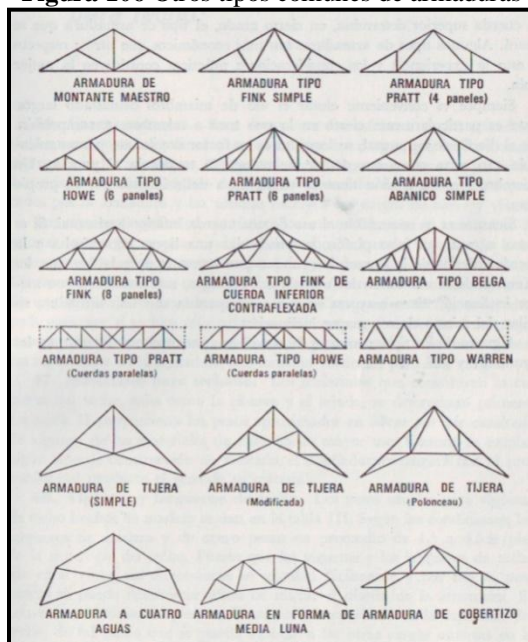 Figura 108 Otros tipos comunes de armaduras
ARMADURA DE
MONTANTE MAESTRO
ARMADURA TIPO
FINK SIMPLE
ARMADURA TIPO
PRATT (4 paneles)
ARMADURA TIPO
HOWE (6 paneles)
ARMADURA TIPO
PRATT (6 paneles)
ARMADURA TIPO
ABANICO SIMPLE
ARMADURA TIPO
FINK (8 paneles)
ARMADURA TIPO FINK DE
CUERDA INFERIOR
CONTRAFLEXADA
ARMADURA TIPO BELGA
ARMADURA TIPO PRATT
(Cuerdas paralelas)
ARMADURA TIPO HOWE
(Cuerdas paralelas)
ARMADURA TIPO WARREN
ARMADURA DE TIJERA
(SIMPLE)
ARMADURA DE TIJERA
(Modificada)
ARMADURA DE TIJERA
(Polonceau)
ARMADURA A CUATRO
AGUAS
ARMADURA EN FORMA DE
MEDIA LUNA
ARMADURA DE COBERTIZO